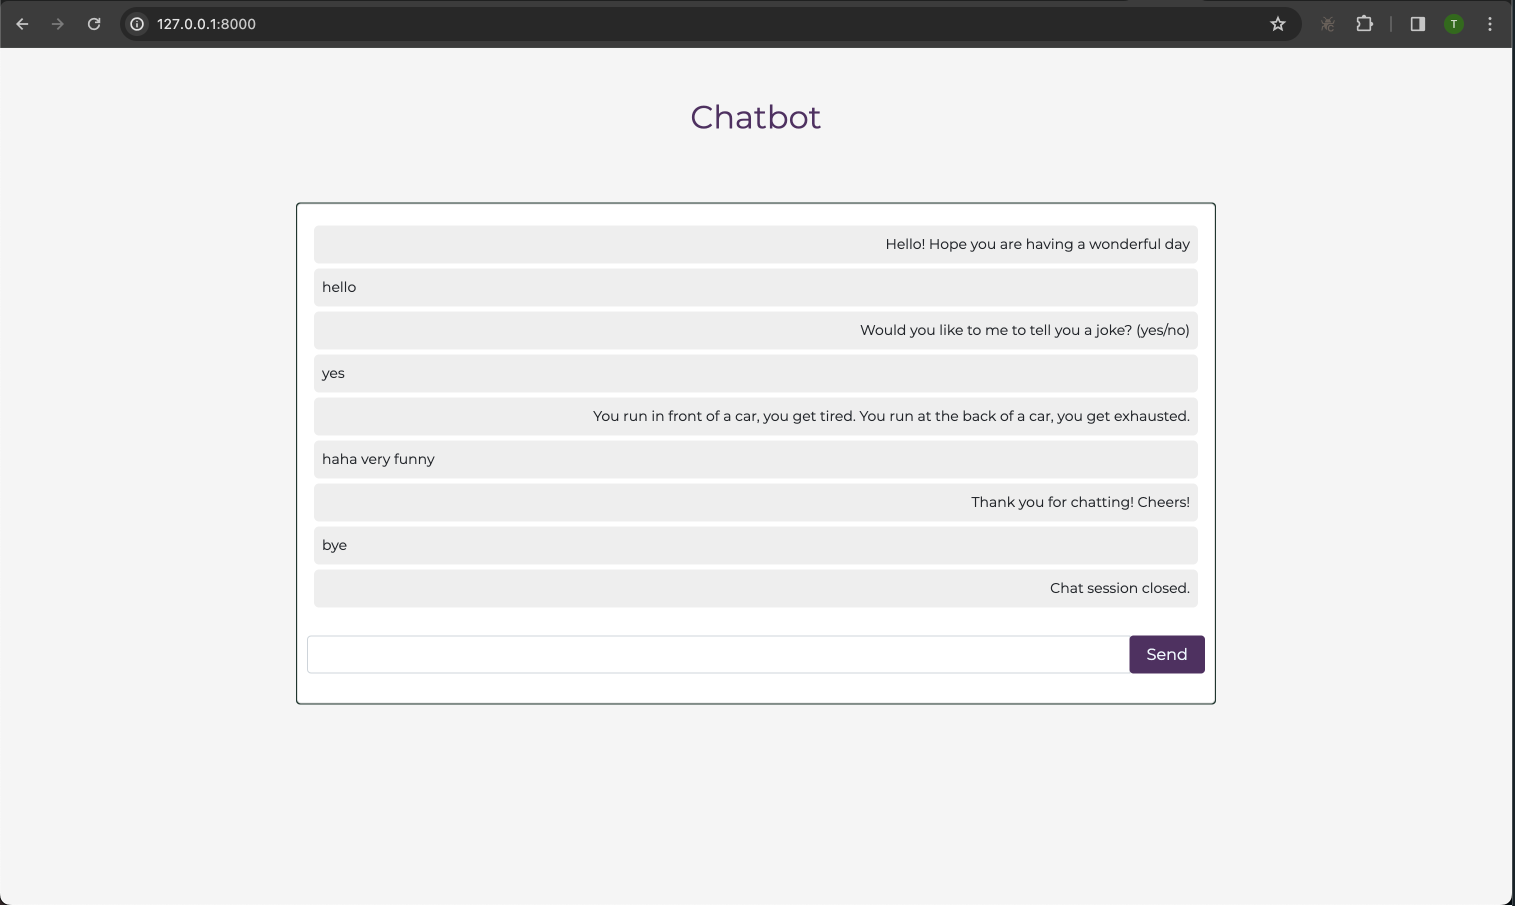 127.0.0.1:8000
T
Chatbot
Hello! Hope you are having a wonderful day
hello
Would you like to me to tell you a joke? (yes/no)
yes
You run in front of a car, you get tired. You run at the back of a car, you get exhausted.
haha very funny
Thank you for chatting! Cheers!
bye
Chat session closed.
Send